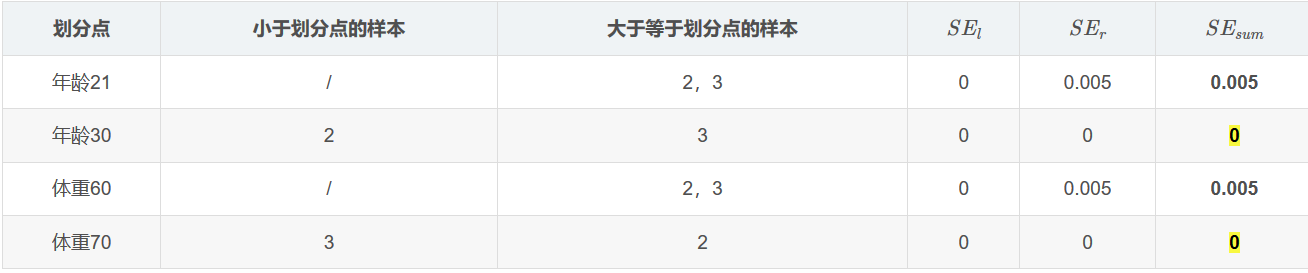 划分点 小于划分点的样本 大于等于划分点的样本 SE_l SE_r SE_sum
年龄21 / 2，3 0 0.005 0.005
年龄30 2 3 0 0 0
体重60 / 2，3 0 0.005 0.005
体重70 3 2 0 0 0